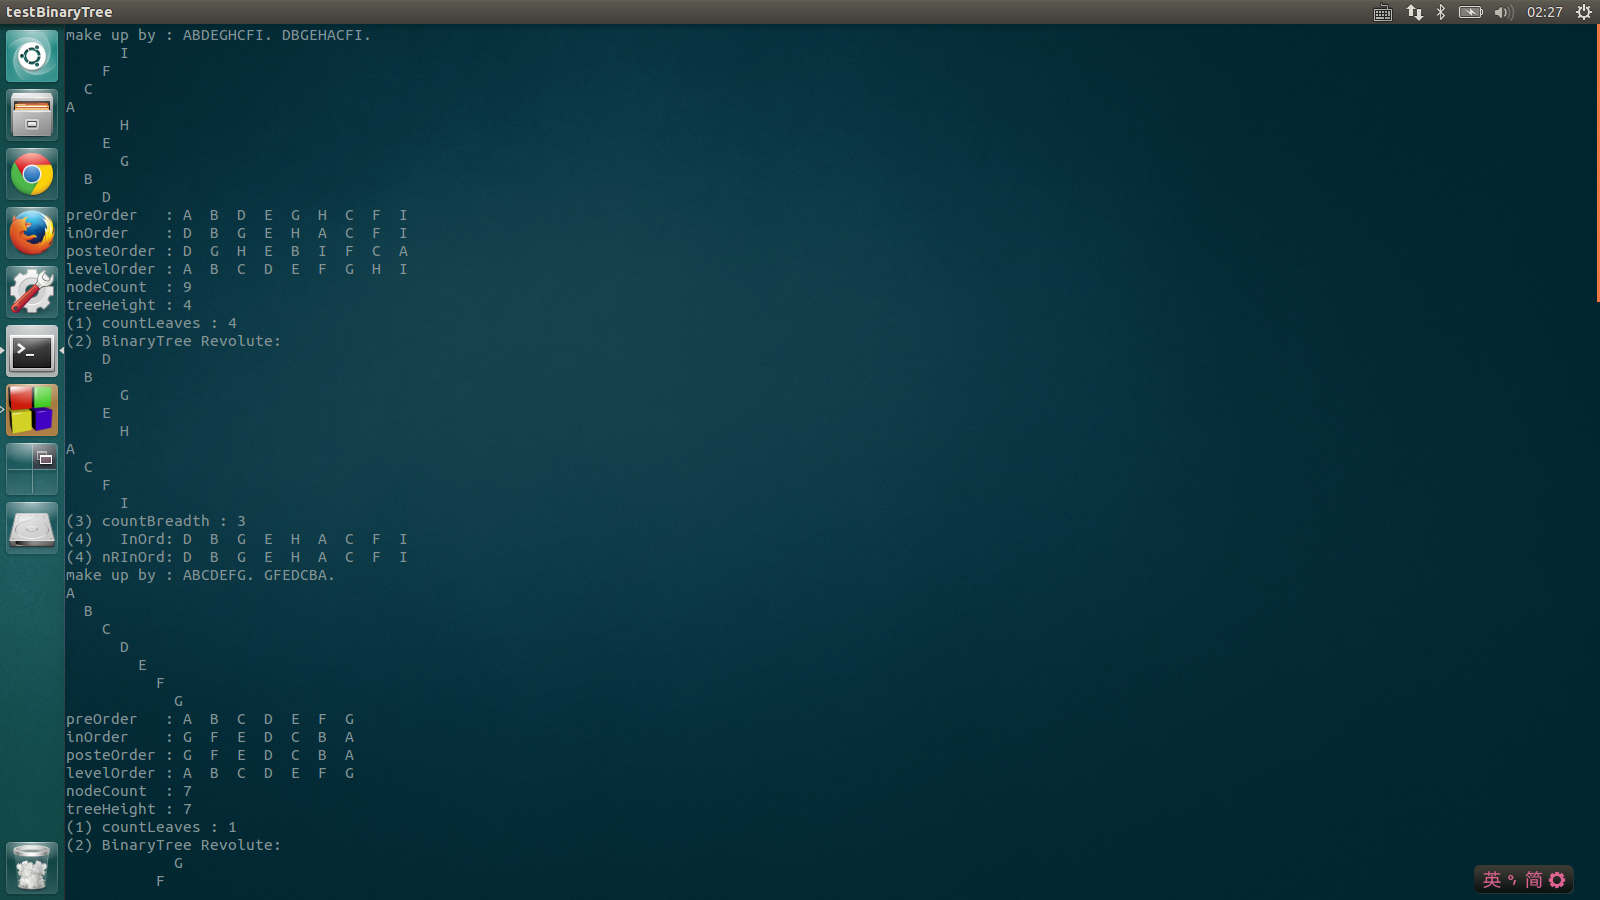 testBinaryTree
02:27
make up by : ABDEGHCFI. DBGEHACFI.
      I
    F
  C
A
      H
    E
      G
  B
    D
preOrder   : A  B  D  E  G  H  C  F  I
inOrder    : D  B  G  E  H  A  C  F  I
posteOrder : D  G  H  E  B  I  F  C  A
levelOrder : A  B  C  D  E  F  G  H  I
nodeCount  : 9
treeHeight : 4
(1) countLeaves : 4
(2) BinaryTree Revolute:
    D
  B
      G
    E
      H
A
  C
    F
      I
(3) countBreadth : 3
(4)   InOrd: D  B  G  E  H  A  C  F  I
(4) nRInOrd: D  B  G  E  H  A  C  F  I
make up by : ABCDEFG. GFEDCBA.
A
  B
    C
      D
        E
          F
            G
preOrder   : A  B  C  D  E  F  G
inOrder    : G  F  E  D  C  B  A
posteOrder : G  F  E  D  C  B  A
levelOrder : A  B  C  D  E  F  G
nodeCount  : 7
treeHeight : 7
(1) countLeaves : 1
(2) BinaryTree Revolute:
            G
          F
英 简